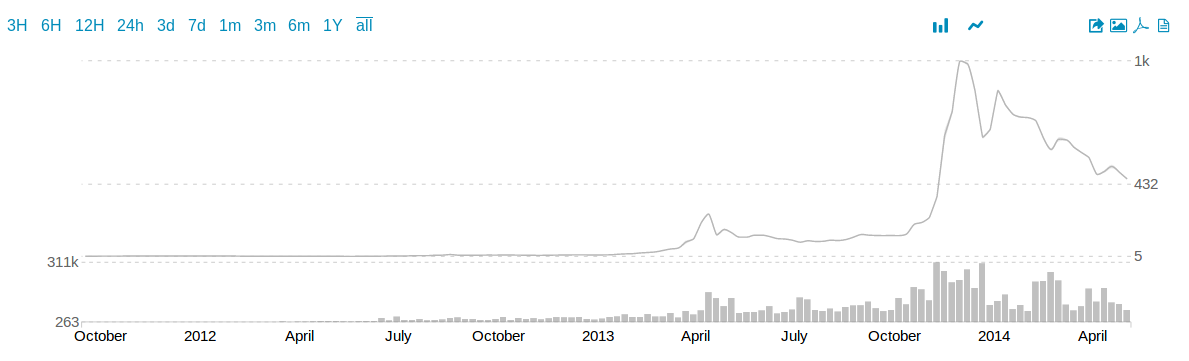 3H 6H 12H 24h 3d 7d 1m 3m 6m 1Y all
1k
432
5
311k
263
October 2012 April July October 2013 April July October 2014 April